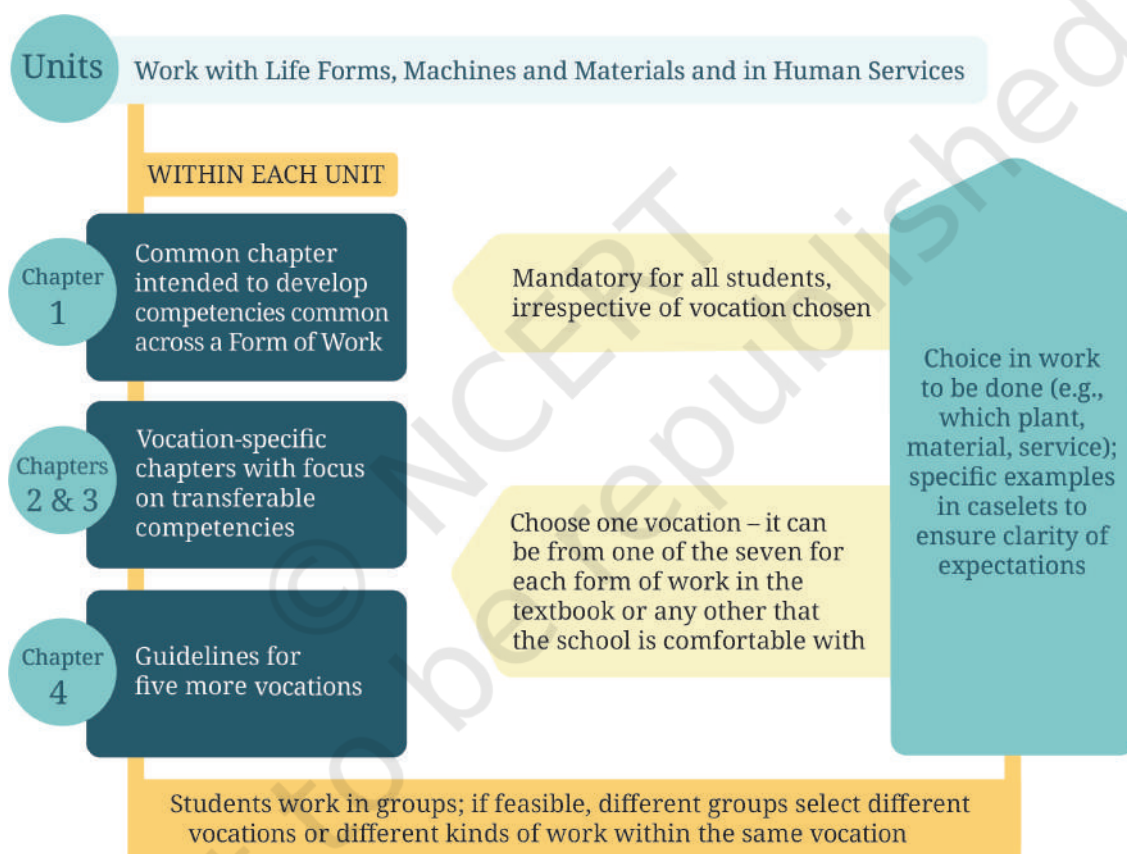 Units
Work with Life Forms, Machines and Materials and in Human Services
WITHIN EACH UNIT
Chapter
1
Common chapter
intended to develop
competencies common
across a Form of Work
Mandatory for all students,
irrespective of vocation chosen
Chapters
2 & 3
Vocation-specific
chapters with focus
on transferable
competencies
Choose one vocation – it can
be from one of the seven for
each form of work in the
textbook or any other that
the school is comfortable with
Chapter
4
Guidelines for
five more vocations
Choice in work
to be done (e.g.,
which plant,
material, service);
specific examples
in caselets to
ensure clarity of
expectations
Students work in groups; if feasible, different groups select different
vocations or different kinds of work within the same vocation
© NCERT
to be republished